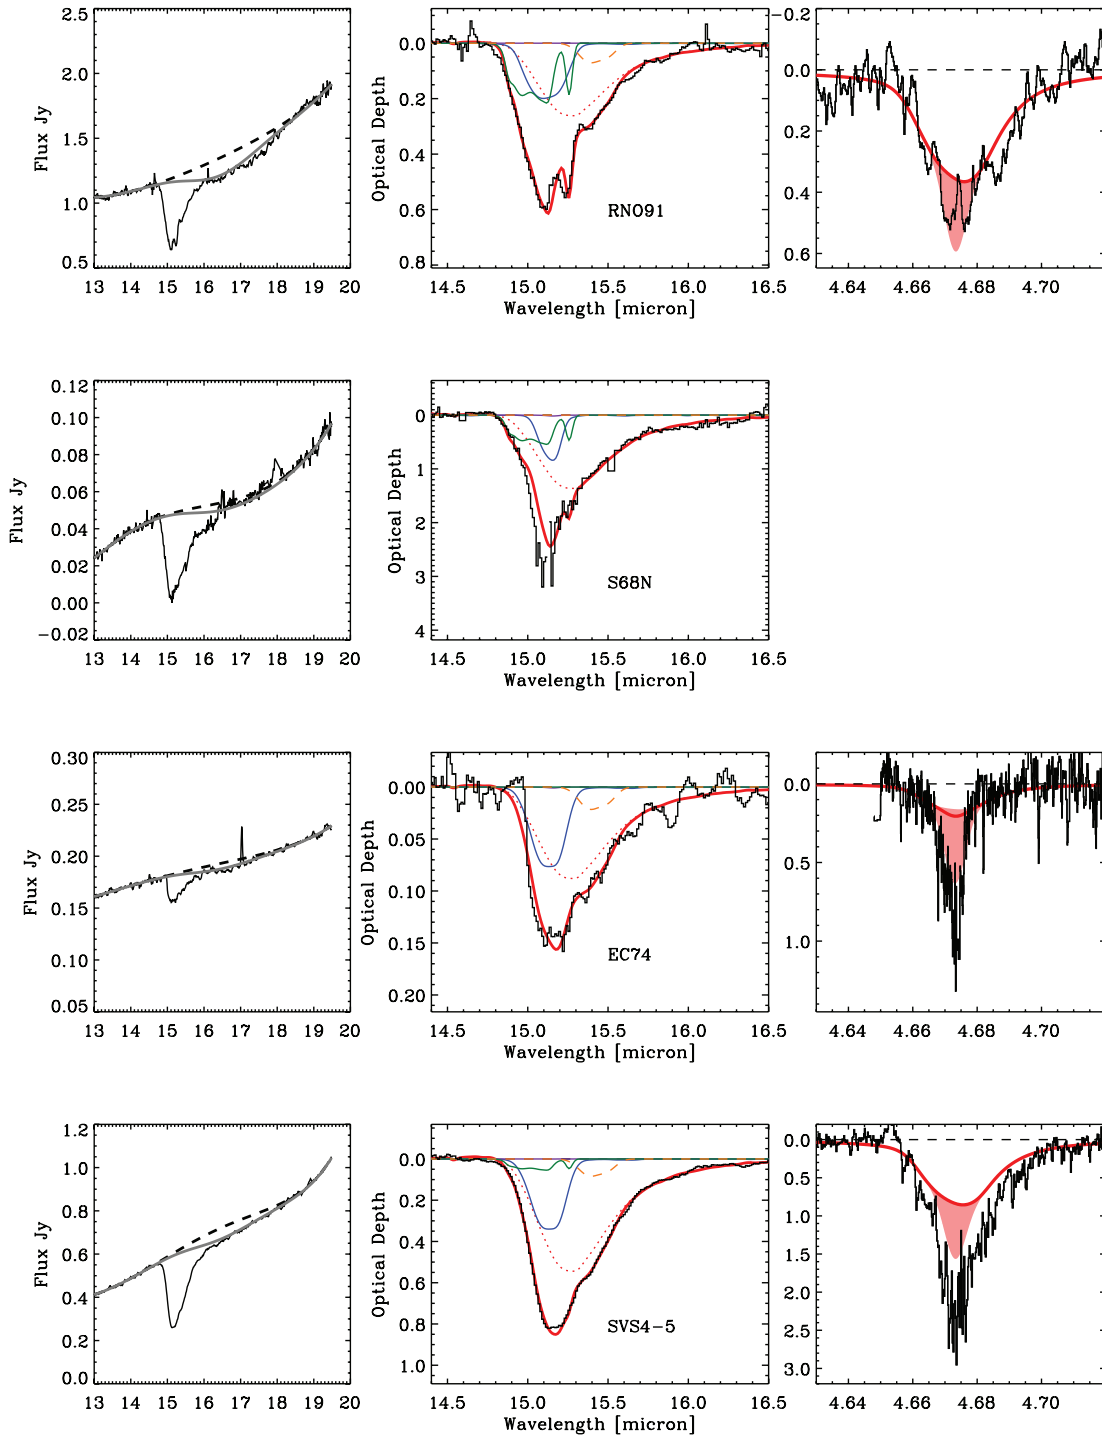 2.5
2.0
1.5
1.0
0.5
Flux Jy
13 14 15 16 17 18 19 20
0.0
0.2
0.4
0.6
0.8
Optical Depth
RNO91
14.5 15.0 15.5 16.0 16.5
Wavelength [micron]
-0.2
0.0
0.2
0.4
0.6
4.64 4.66 4.68 4.70
0.12
0.10
0.08
0.06
0.04
0.02
0.00
-0.02
Flux Jy
13 14 15 16 17 18 19 20
0
1
2
3
4
Optical Depth
S68N
14.5 15.0 15.5 16.0 16.5
Wavelength [micron]
0.30
0.25
0.20
0.15
0.10
0.05
Flux Jy
13 14 15 16 17 18 19 20
0.00
0.05
0.10
0.15
0.20
Optical Depth
EC74
14.5 15.0 15.5 16.0 16.5
Wavelength [micron]
0.0
0.5
1.0
4.64 4.66 4.68 4.70
1.2
1.0
0.8
0.6
0.4
0.2
0.0
Flux Jy
13 14 15 16 17 18 19 20
0.0
0.2
0.4
0.6
0.8
1.0
Optical Depth
SVS4-5
14.5 15.0 15.5 16.0 16.5
Wavelength [micron]
0.0
0.5
1.0
1.5
2.0
2.5
3.0
4.64 4.66 4.68 4.70